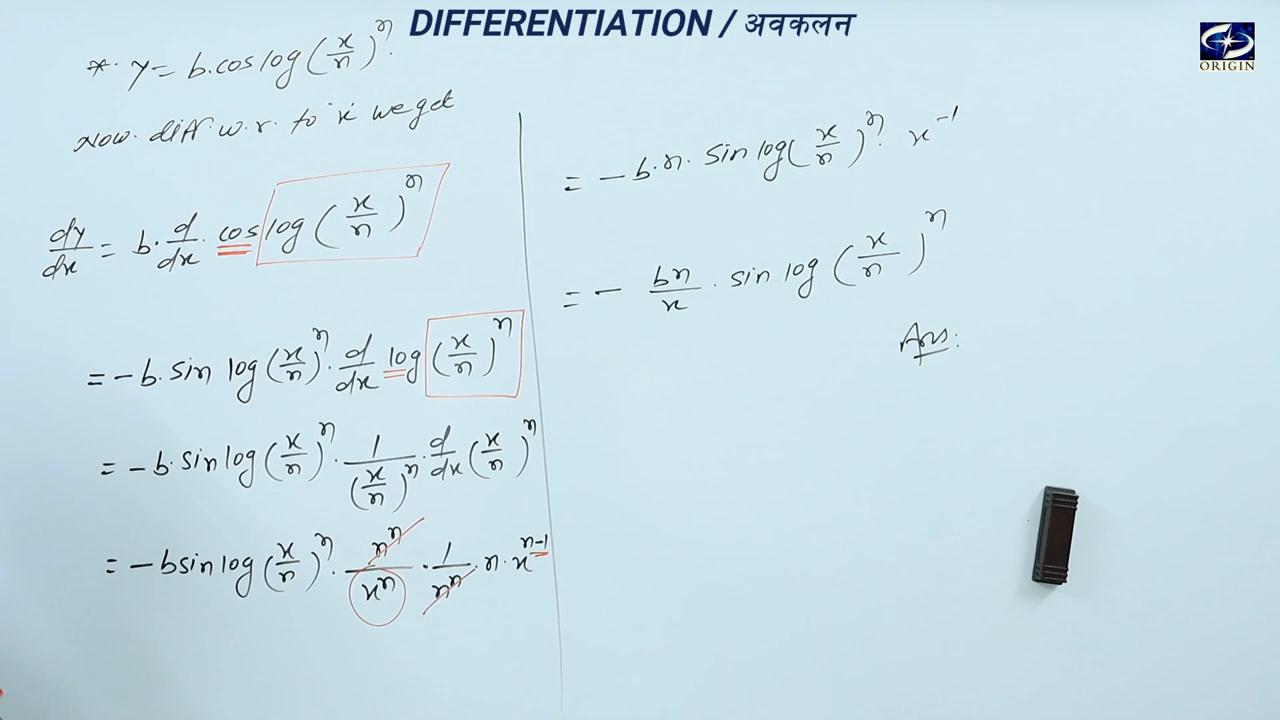 DIFFERENTIATION / अवकलन
ORIGIN
*. y = b.cos log (x/n)^n.
Now diff w.r. to 'x' we get
dy/dx = b. d/dx . cos log (x/n)^n
= -b. sin log (x/n)^n . d/dx log (x/n)^n
= -b. sin log (x/n)^n . 1/(x/n)^n . d/dx (x/n)^n
= -b sin log (x/n)^n . n^n/x^n . 1/n^n . n. x^n-1
= -b.n. sin log (x/n)^n. x^-1
= - bn/x . sin log (x/n)^n
Ans: